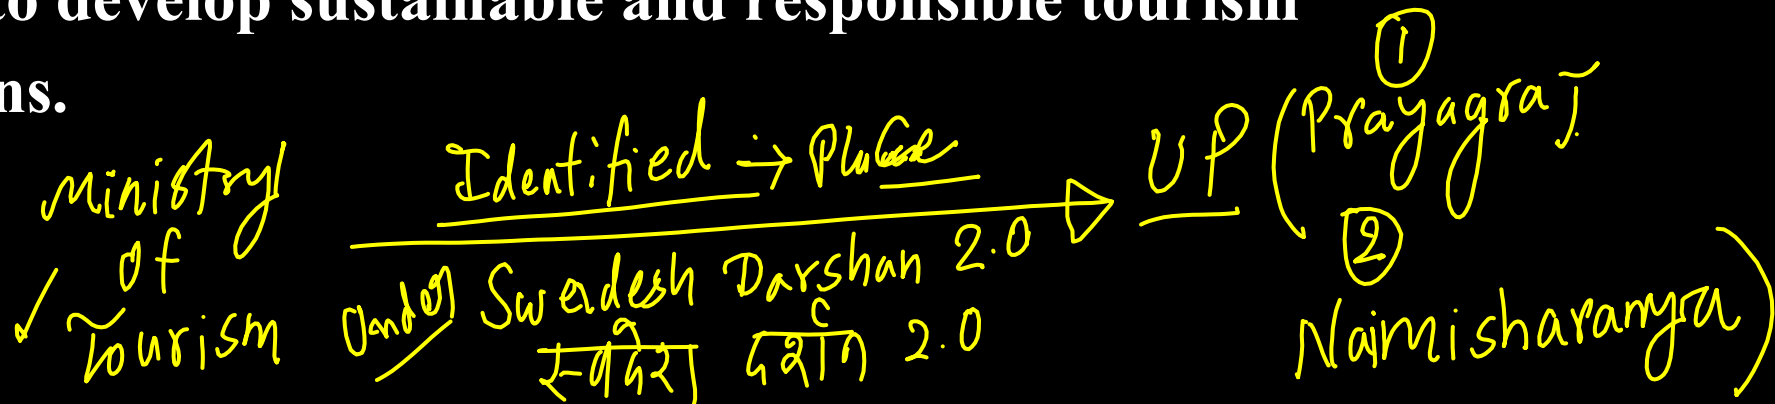 to develop sustainable and responsible tourism
ns.
Ministry of Tourism
Identified → Place
Under Swadesh Darshan 2.0
स्वदेश दर्शन 2.0
UP (① Prayagraj
② Naimisharanya)